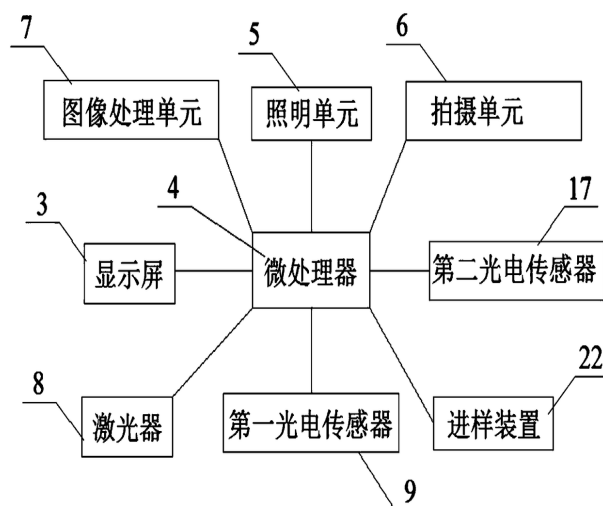 7
5
6
图像处理单元
照明单元
拍摄单元
3
4
17
显示屏
微处理器
第二光电传感器
8
22
激光器
第一光电传感器
进样装置
9